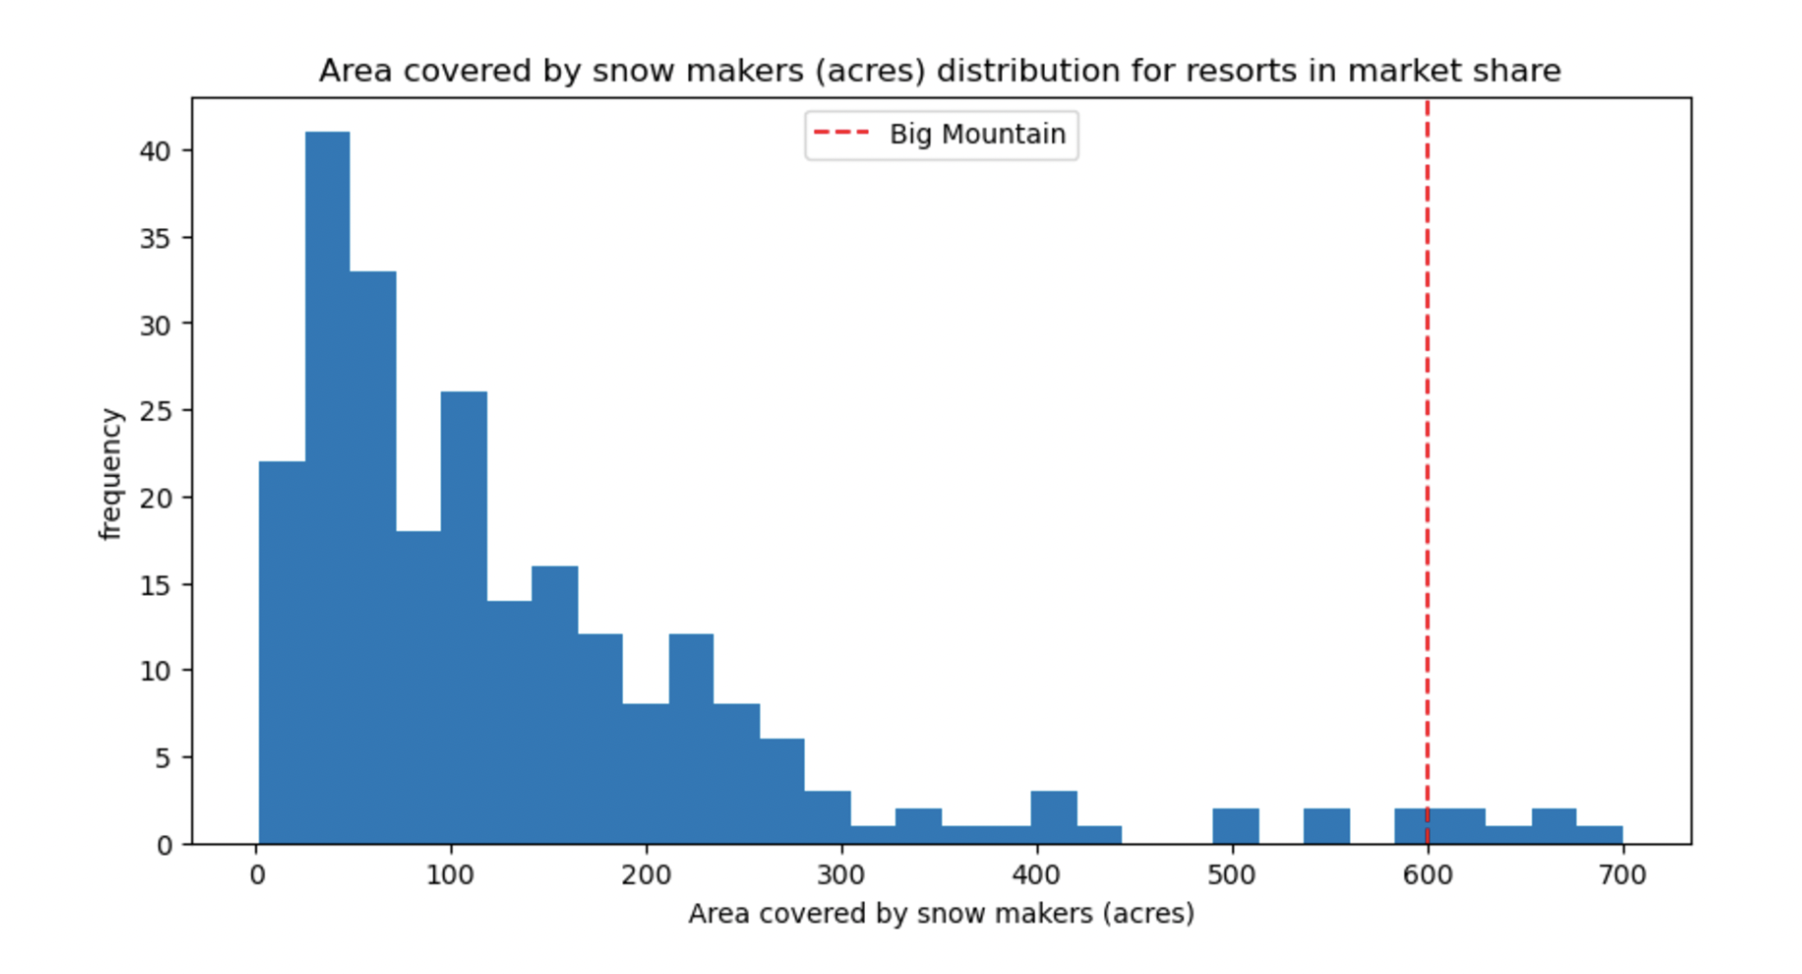 Area covered by snow makers (acres) distribution for resorts in market share
Big Mountain
40
35
30
25
20
15
10
5
0
frequency
0 100 200 300 400 500 600 700
Area covered by snow makers (acres)